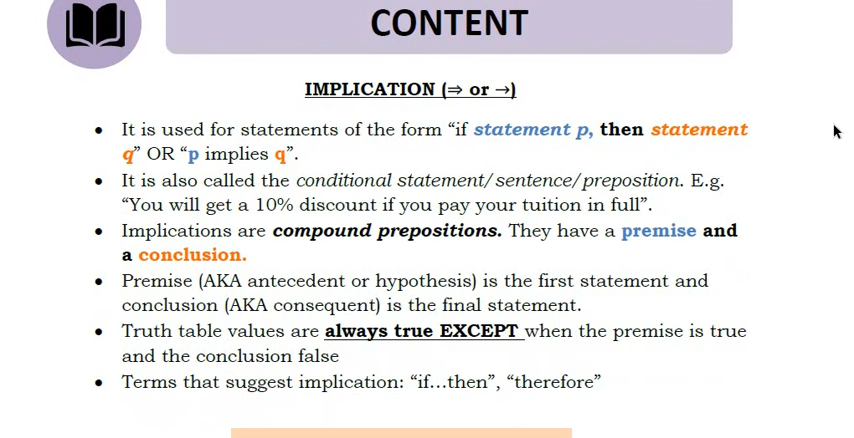 CONTENT
IMPLICATION (⇒ or →)
• It is used for statements of the form “if statement p, then statement
q” OR “p implies q”.
• It is also called the conditional statement/sentence/preposition. E.g.
“You will get a 10% discount if you pay your tuition in full”.
• Implications are compound prepositions. They have a premise and
a conclusion.
• Premise (AKA antecedent or hypothesis) is the first statement and
conclusion (AKA consequent) is the final statement.
• Truth table values are always true EXCEPT when the premise is true
and the conclusion false
• Terms that suggest implication: “if...then”, “therefore”